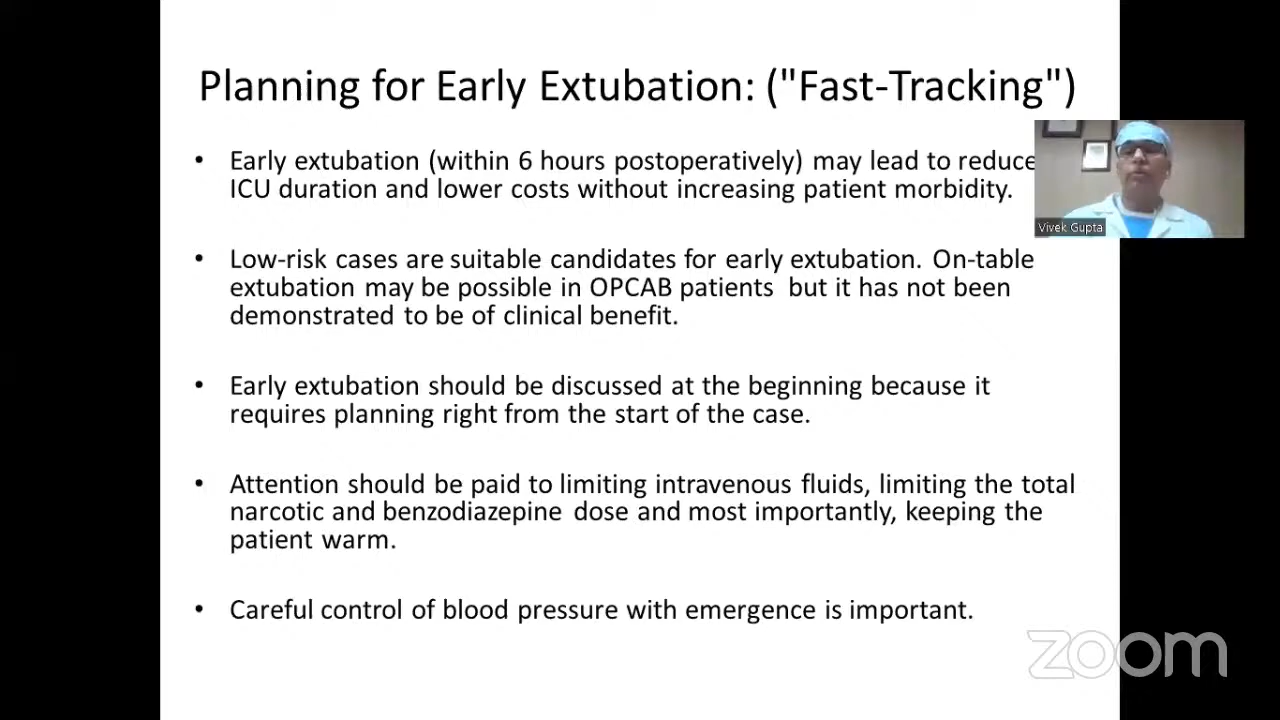 Planning for Early Extubation: ("Fast-Tracking")
• Early extubation (within 6 hours postoperatively) may lead to reduce
ICU duration and lower costs without increasing patient morbidity.
• Low-risk cases are suitable candidates for early extubation. On-table
extubation may be possible in OPCAB patients but it has not been
demonstrated to be of clinical benefit.
• Early extubation should be discussed at the beginning because it
requires planning right from the start of the case.
• Attention should be paid to limiting intravenous fluids, limiting the total
narcotic and benzodiazepine dose and most importantly, keeping the
patient warm.
• Careful control of blood pressure with emergence is important.
Vivek Gupta
zoom